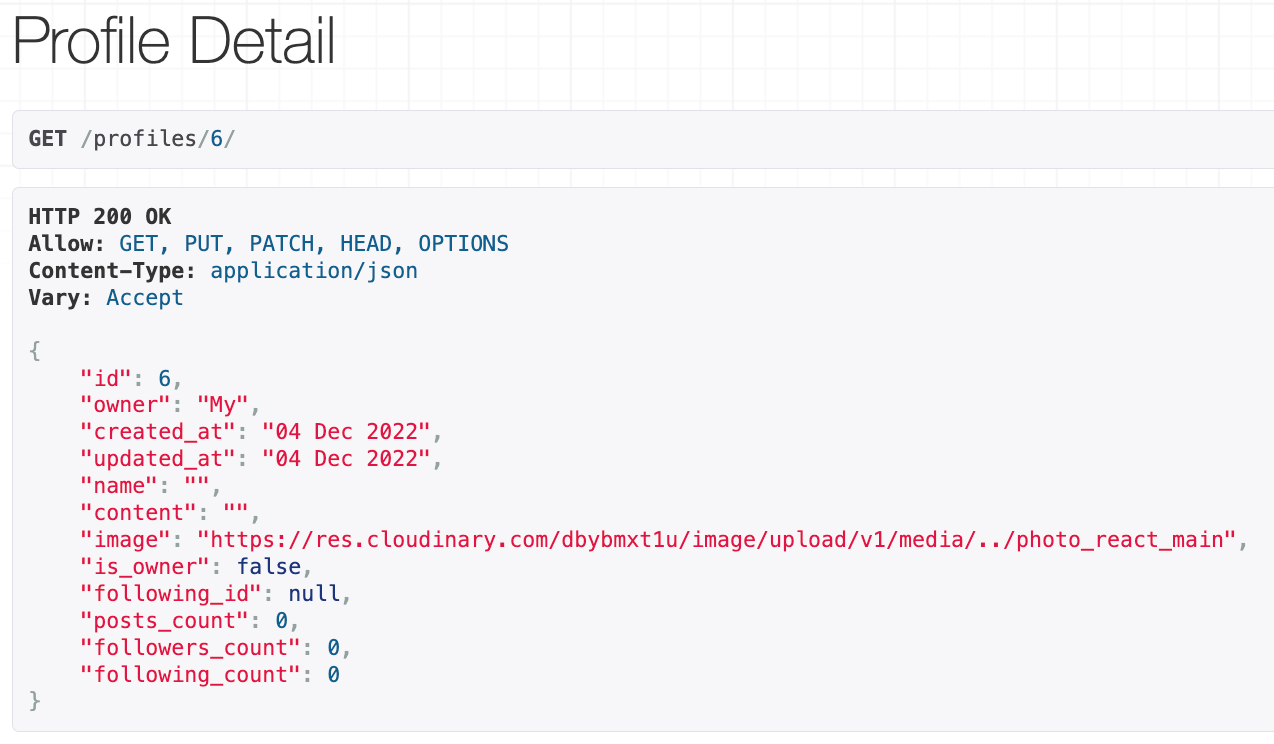 Profile Detail
GET /profiles/6/
HTTP 200 OK
Allow: GET, PUT, PATCH, HEAD, OPTIONS
Content-Type: application/json
Vary: Accept
{
    "id": 6,
    "owner": "My",
    "created_at": "04 Dec 2022",
    "updated_at": "04 Dec 2022",
    "name": "",
    "content": "",
    "image": "https://res.cloudinary.com/dbybmxt1u/image/upload/v1/media/../photo_react_main",
    "is_owner": false,
    "following_id": null,
    "posts_count": 0,
    "followers_count": 0,
    "following_count": 0
}